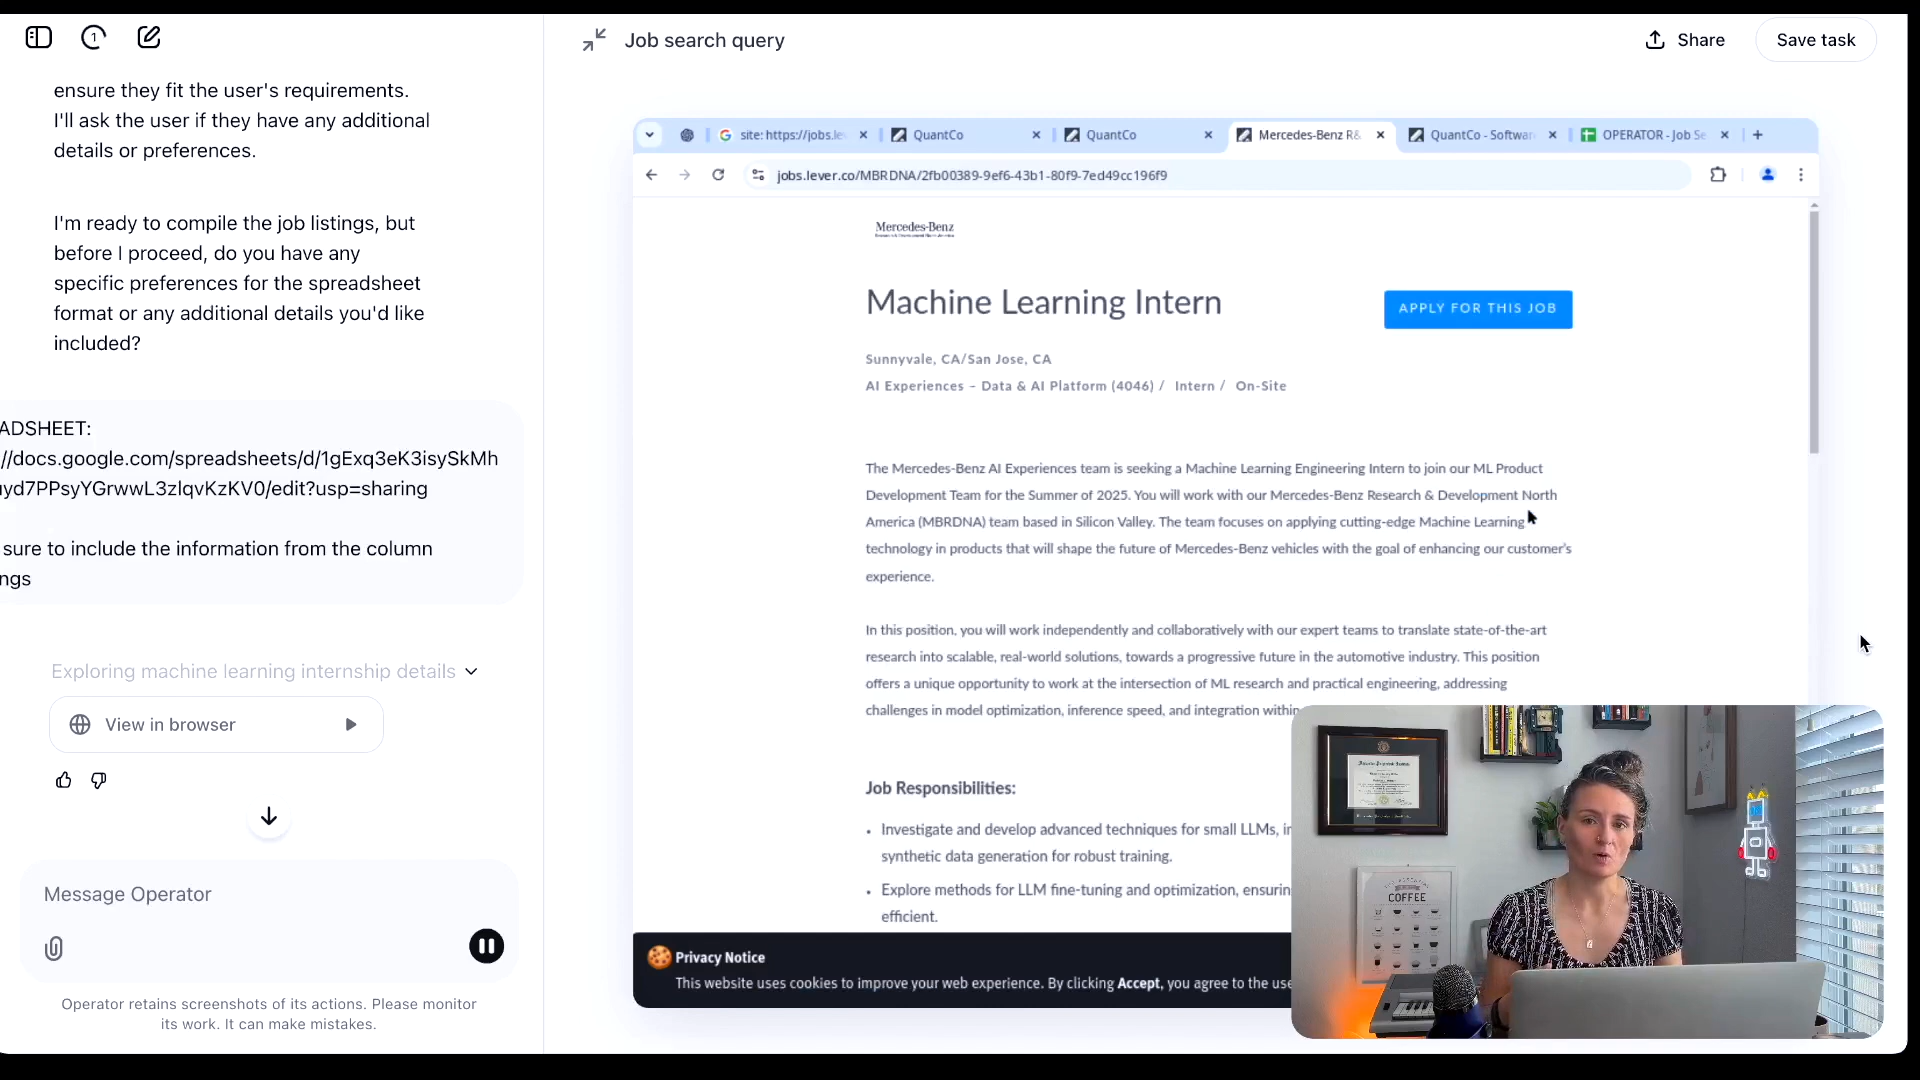 1
Job search query
Share
Save task
ensure they fit the user's requirements.
I'll ask the user if they have any additional
details or preferences.
I'm ready to compile the job listings, but
before I proceed, do you have any
specific preferences for the spreadsheet
format or any additional details you'd like
included?
ADSHEET:
//docs.google.com/spreadsheets/d/1gExq3eK3isySkMh
yd7PPsyYGrwwL3zlqvKzKV0/edit?usp=sharing
sure to include the information from the column
ngs
Exploring machine learning internship details
View in browser
Message Operator
Operator retains screenshots of its actions. Please monitor
its work. It can make mistakes.
site: https://jobs.le
QuantCo
QuantCo
Mercedes-Benz R&
QuantCo - Softwar
OPERATOR - Job Se
jobs.lever.co/MBRDNA/2fb00389-9ef6-43b1-80f9-7ed49cc196f9
Mercedes-Benz
Machine Learning Intern
APPLY FOR THIS JOB
Sunnyvale, CA/San Jose, CA
AI Experiences – Data & AI Platform (4046) / Intern / On-Site
The Mercedes-Benz AI Experiences team is seeking a Machine Learning Engineering Intern to join our ML Product
Development Team for the Summer of 2025. You will work with our Mercedes-Benz Research & Development North
America (MBRDNA) team based in Silicon Valley. The team focuses on applying cutting-edge Machine Learning
technology in products that will shape the future of Mercedes-Benz vehicles with the goal of enhancing our customer's
experience.
In this position, you will work independently and collaboratively with our expert teams to translate state-of-the-art
research into scalable, real-world solutions, towards a progressive future in the automotive industry. This position
offers a unique opportunity to work at the intersection of ML research and practical engineering, addressing
challenges in model optimization, inference speed, and integration within
Job Responsibilities:
Investigate and develop advanced techniques for small LLMs, i
synthetic data generation for robust training.
Explore methods for LLM fine-tuning and optimization, ensurin
efficient.
Privacy Notice
This website uses cookies to improve your web experience. By clicking Accept, you agree to the use
COFFEE